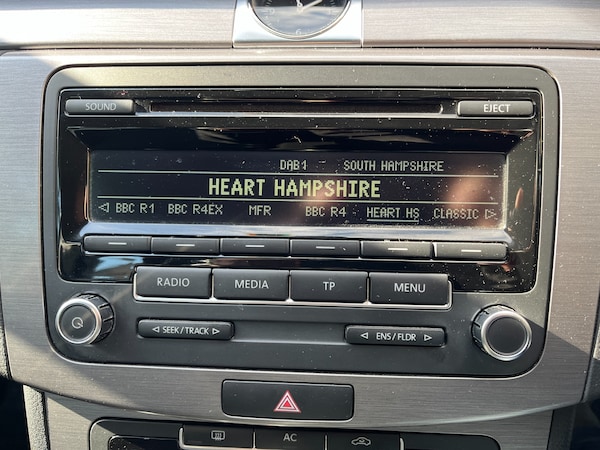 SOUND
EJECT
DAB1 - SOUTH HAMPSHIRE
HEART HAMPSHIRE
BBC R1 BBC R4EX MFR BBC R4 HEART HS CLASSIC
RADIO MEDIA TP MENU
SEEK / TRACK
ENS / FLDR
AC